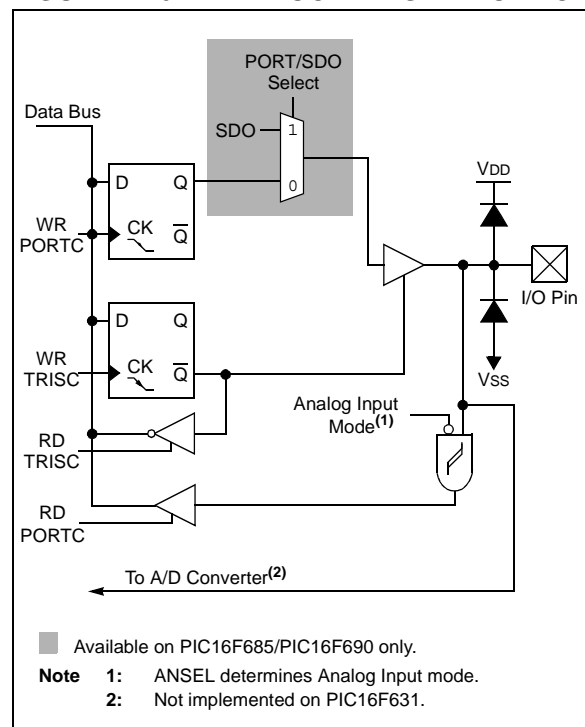 PORT/SDO
Select
Data Bus
SDO
1
0
VDD
D Q
WR
PORTC
CK
Q
I/O Pin
D Q
WR
TRISC
CK
Q
VSS
Analog Input
Mode(1)
RD
TRISC
RD
PORTC
To A/D Converter(2)
Available on PIC16F685/PIC16F690 only.
Note 1: ANSEL determines Analog Input mode.
2: Not implemented on PIC16F631.